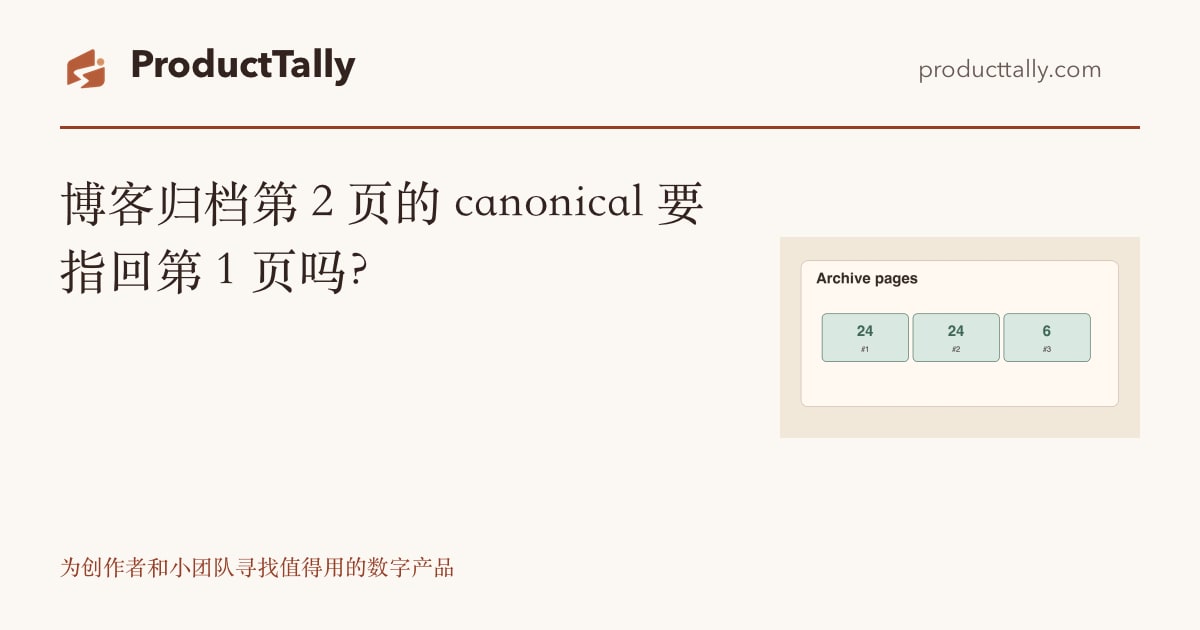 ProductTally
producttally.com
博客归档第 2 页的 canonical 要
指回第 1 页吗?
Archive pages
24
#1
24
#2
6
#3
为创作者和小团队寻找值得用的数字产品